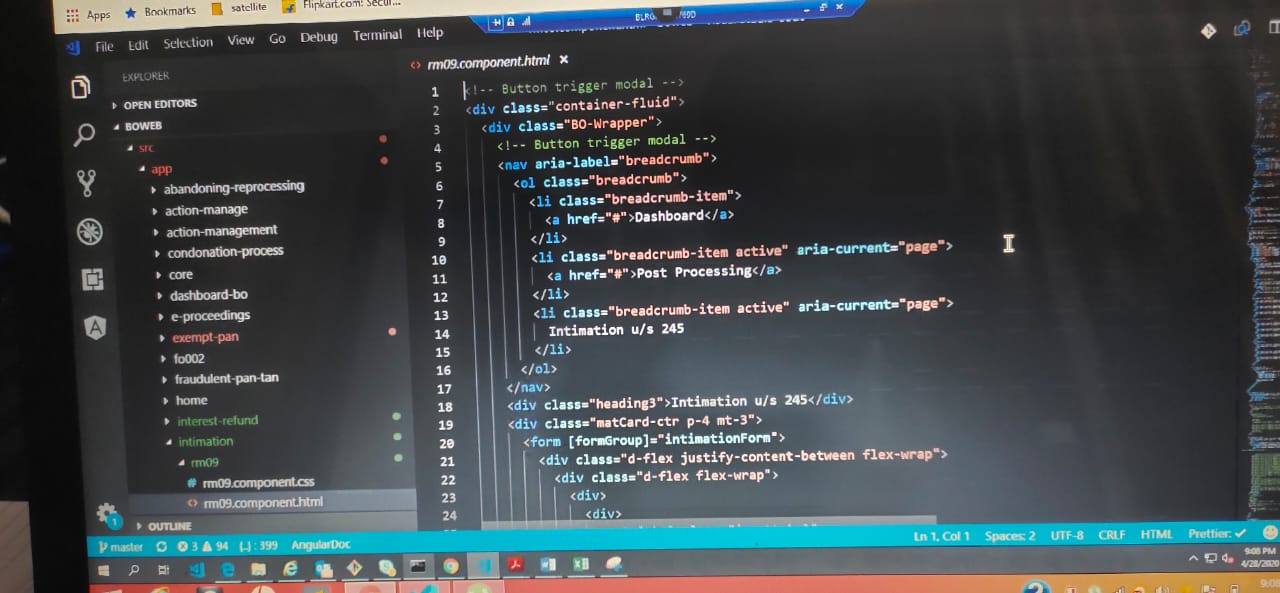 Apps Bookmarks satellite Flipkart.com: Secur...
File Edit Selection View Go Debug Terminal Help
EXPLORER
OPEN EDITORS
BOWEB
src
app
abandoning-reprocessing
action-manage
action-management
condonation-process
core
dashboard-bo
e-proceedings
exempt-pan
fo002
fraudulent-pan-tan
home
interest-refund
intimation
rm09
# rm09.component.css
<> rm09.component.html
OUTLINE
<> rm09.component.html ×
1 <!-- Button trigger modal -->
2 <div class="container-fluid">
3 <div class="BO-Wrapper">
4 <!-- Button trigger modal -->
5 <nav aria-label="breadcrumb">
6 <ol class="breadcrumb">
7 <li class="breadcrumb-item">
8 <a href="#">Dashboard</a>
9 </li>
10 <li class="breadcrumb-item active" aria-current="page">
11 <a href="#">Post Processing</a>
12 </li>
13 <li class="breadcrumb-item active" aria-current="page">
14 Intimation u/s 245
15 </li>
16 </ol>
17 </nav>
18 <div class="heading3">Intimation u/s 245</div>
19 <div class="matCard-ctr p-4 mt-3">
20 <form [formGroup]="intimationForm">
21 <div class="d-flex justify-content-between flex-wrap">
22 <div class="d-flex flex-wrap">
23 <div>
24 <div>
1
master 3 94 {..}: 399 AngularDoc Ln 1, Col 1 Spaces: 2 UTF-8 CRLF HTML Prettier: ✓
9:08 PM
4/28/2020